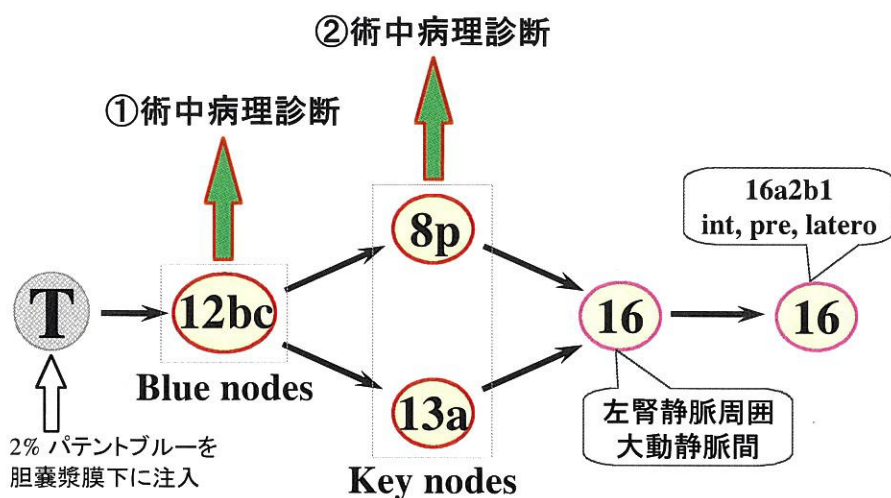 ②術中病理診断
①術中病理診断
16a2b1
int, pre, latero
8p
T
12bc
16
16
Blue nodes
13a
左腎静脈周囲
大動静脈間
2% パテントブルーを
胆嚢漿膜下に注入
Key nodes